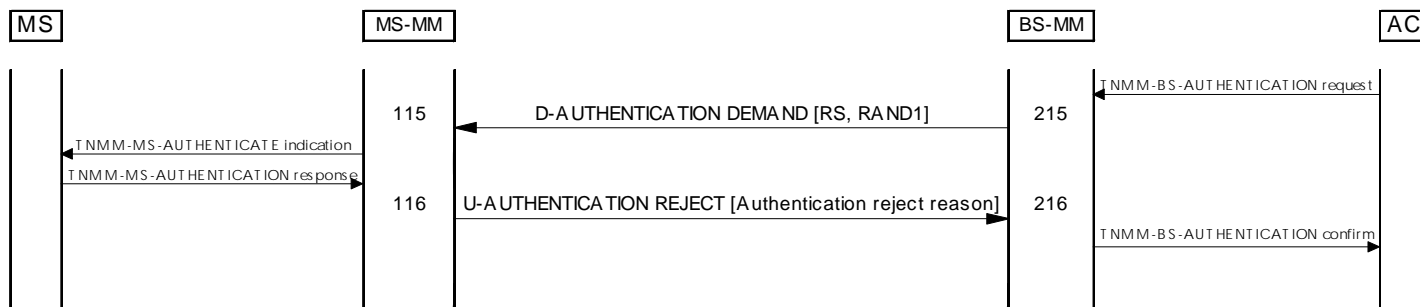 MS
MS-MM
BS-MM
AC
TNMM-BS-AUTHENTICATION request
115
D-AUTHENTICATION DEMAND [RS, RAND1]
215
TNMM-MS-AUTHENTICATE indication
TNMM-MS-AUTHENTICATION response
116
U-AUTHENTICATION REJECT [Authentication reject reason]
216
TNMM-BS-AUTHENTICATION confirm